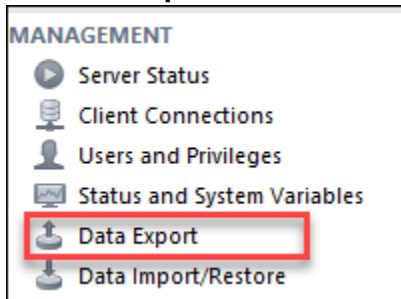 MANAGEMENT
Server Status
Client Connections
Users and Privileges
Status and System Variables
Data Export
Data Import/Restore